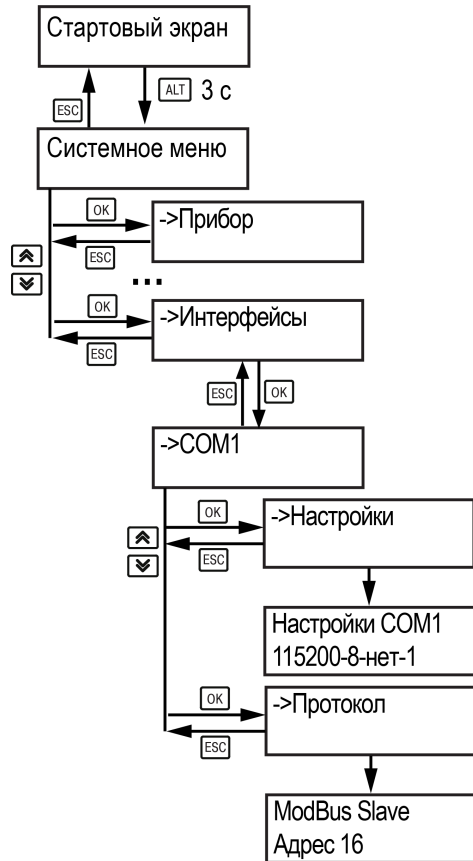 Стартовый экран
ESC
ALT 3 с
Системное меню
OK
->Прибор
ESC
...
OK
->Интерфейсы
ESC
ESC
OK
->COM1
OK
->Настройки
ESC
Настройки COM1
115200-8-нет-1
OK
->Протокол
ESC
ModBus Slave
Адрес 16